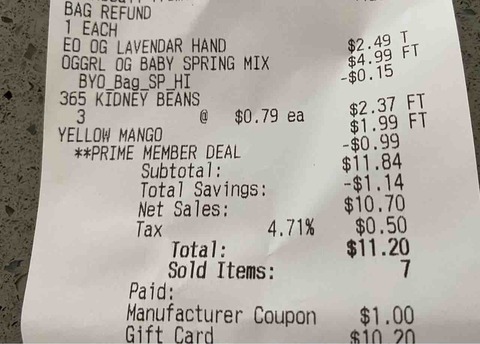 BAG REFUND
1 EACH
EO OG LAVENDAR HAND $2.49 T
OGGRL OG BABY SPRING MIX $4.99 FT
BYO_Bag_SP_HI -$0.15
365 KIDNEY BEANS $2.37 FT
3 @ $0.79 ea
YELLOW MANGO $1.99 FT
**PRIME MEMBER DEAL -$0.99
Subtotal: $11.84
Total Savings: -$1.14
Net Sales: $10.70
Tax 4.71% $0.50
Total: $11.20
Sold Items: 7
Paid:
Manufacturer Coupon $1.00
Gift Card $10.20